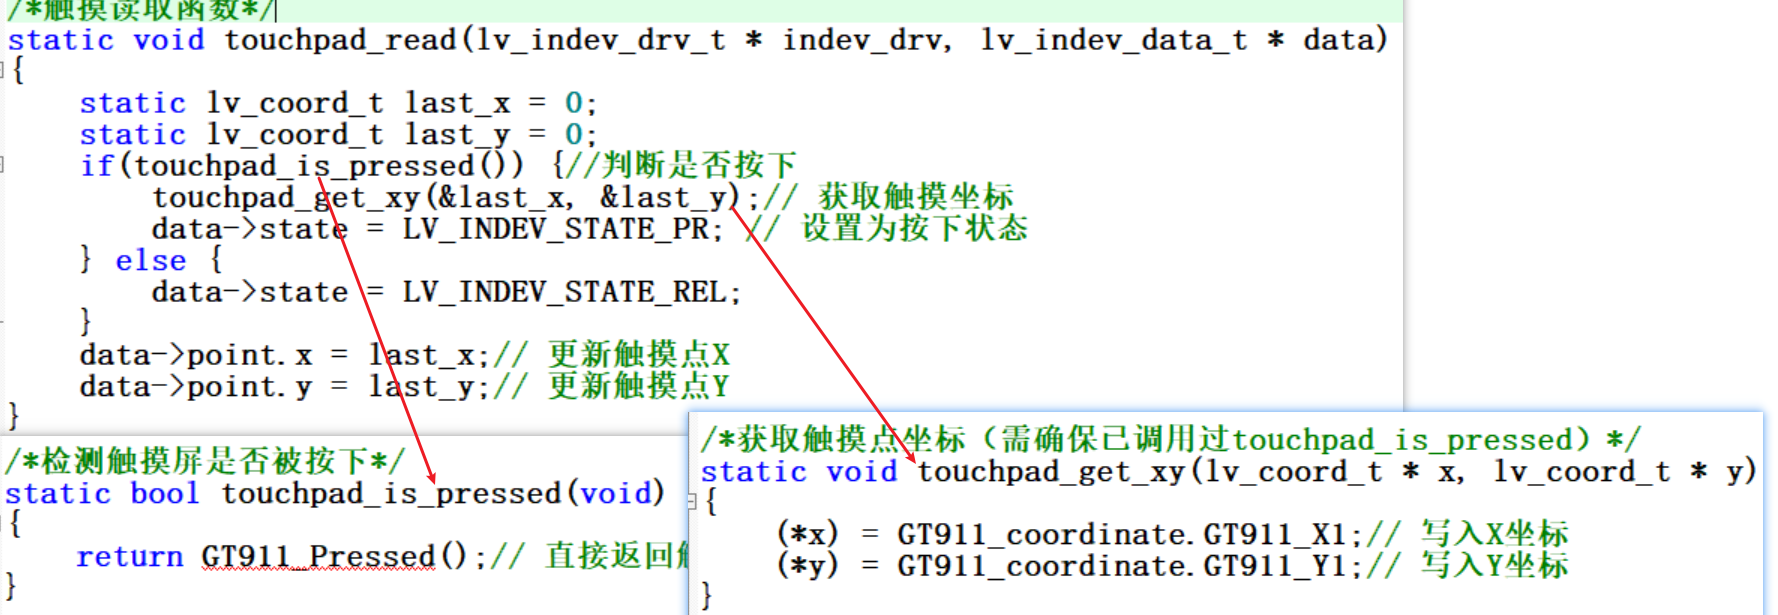 /*触摸读取函数*/
static void touchpad_read(lv_indev_drv_t * indev_drv, lv_indev_data_t * data)
{
    static lv_coord_t last_x = 0;
    static lv_coord_t last_y = 0;
    if(touchpad_is_pressed()) {//判断是否按下
        touchpad_get_xy(&last_x, &last_y);// 获取触摸坐标
        data->state = LV_INDEV_STATE_PR; // 设置为按下状态
    } else {
        data->state = LV_INDEV_STATE_REL;
    }
    data->point.x = last_x;// 更新触摸点X
    data->point.y = last_y;// 更新触摸点Y
}
/*检测触摸屏是否被按下*/
static bool touchpad_is_pressed(void)
{
    return GT911_Pressed();// 直接返回
}
/*获取触摸点坐标（需确保已调用过touchpad_is_pressed）*/
static void touchpad_get_xy(lv_coord_t * x, lv_coord_t * y)
{
    (*x) = GT911_coordinate.GT911_X1;// 写入X坐标
    (*y) = GT911_coordinate.GT911_Y1;// 写入Y坐标
}